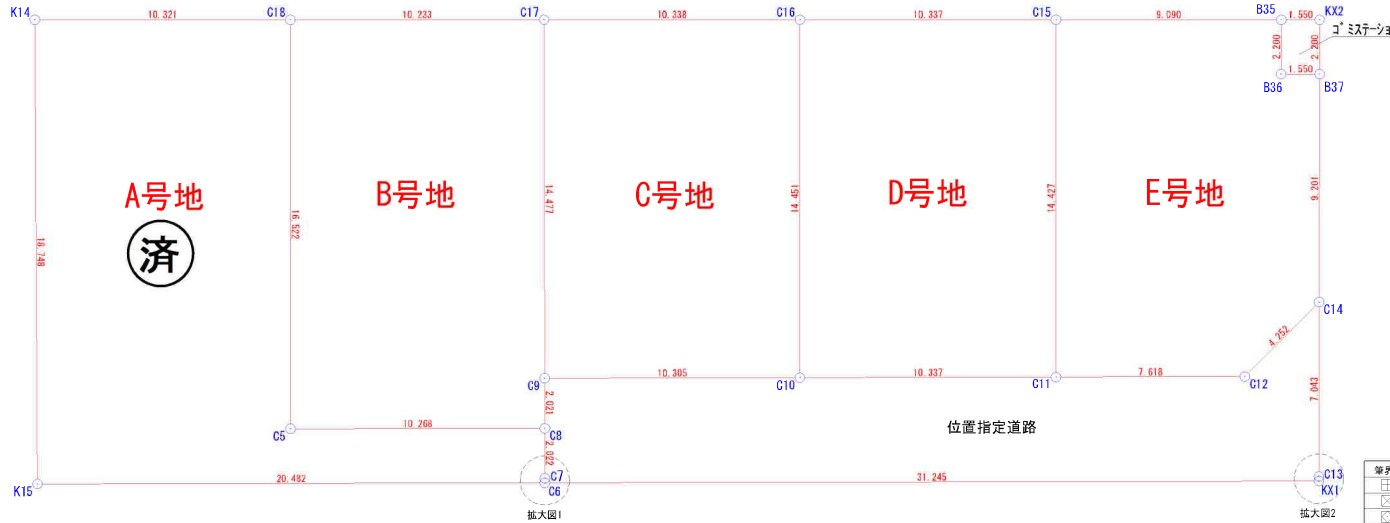 K14 10.321 C18 10.233 C17 10.338 C16 10.337 C15 9.090 B35 1.550 KX2
ゴミステーショ
2.200 2.200
B36 1.550 B37
A号地 B号地 C号地 D号地 E号地
済
18.748 16.522 14.477 14.451 14.427 9.201
C14
4.252
C9 10.305 C10 10.337 C11 7.618 C12
2.021 7.043
C5 10.268 C8
位置指定道路
2.022
K15 20.482 C7 31.245 C13
C6 KX1
拡大図1 拡大図2
筆界